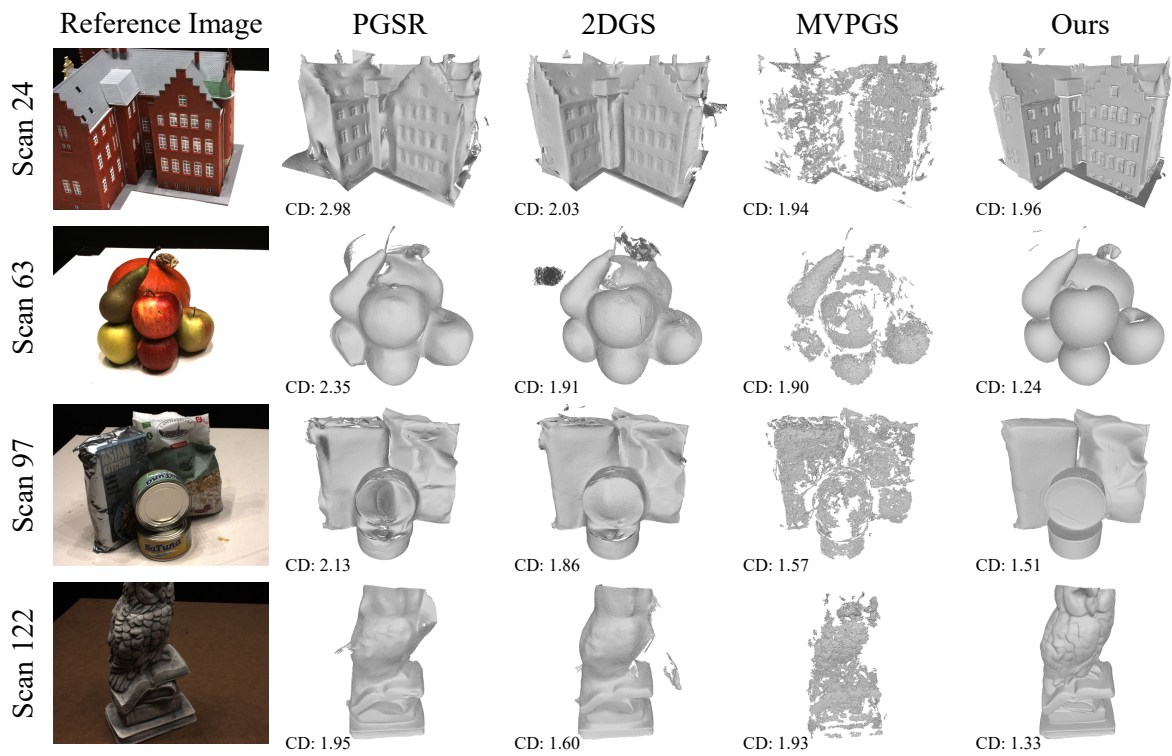 Reference Image PGSR 2DGS MVPGS Ours
Scan 24
CD: 2.98 CD: 2.03 CD: 1.94 CD: 1.96
Scan 63
CD: 2.35 CD: 1.91 CD: 1.90 CD: 1.24
Scan 97
NaTuna
CD: 2.13 CD: 1.86 CD: 1.57 CD: 1.51
Scan 122
CD: 1.95 CD: 1.60 CD: 1.93 CD: 1.33